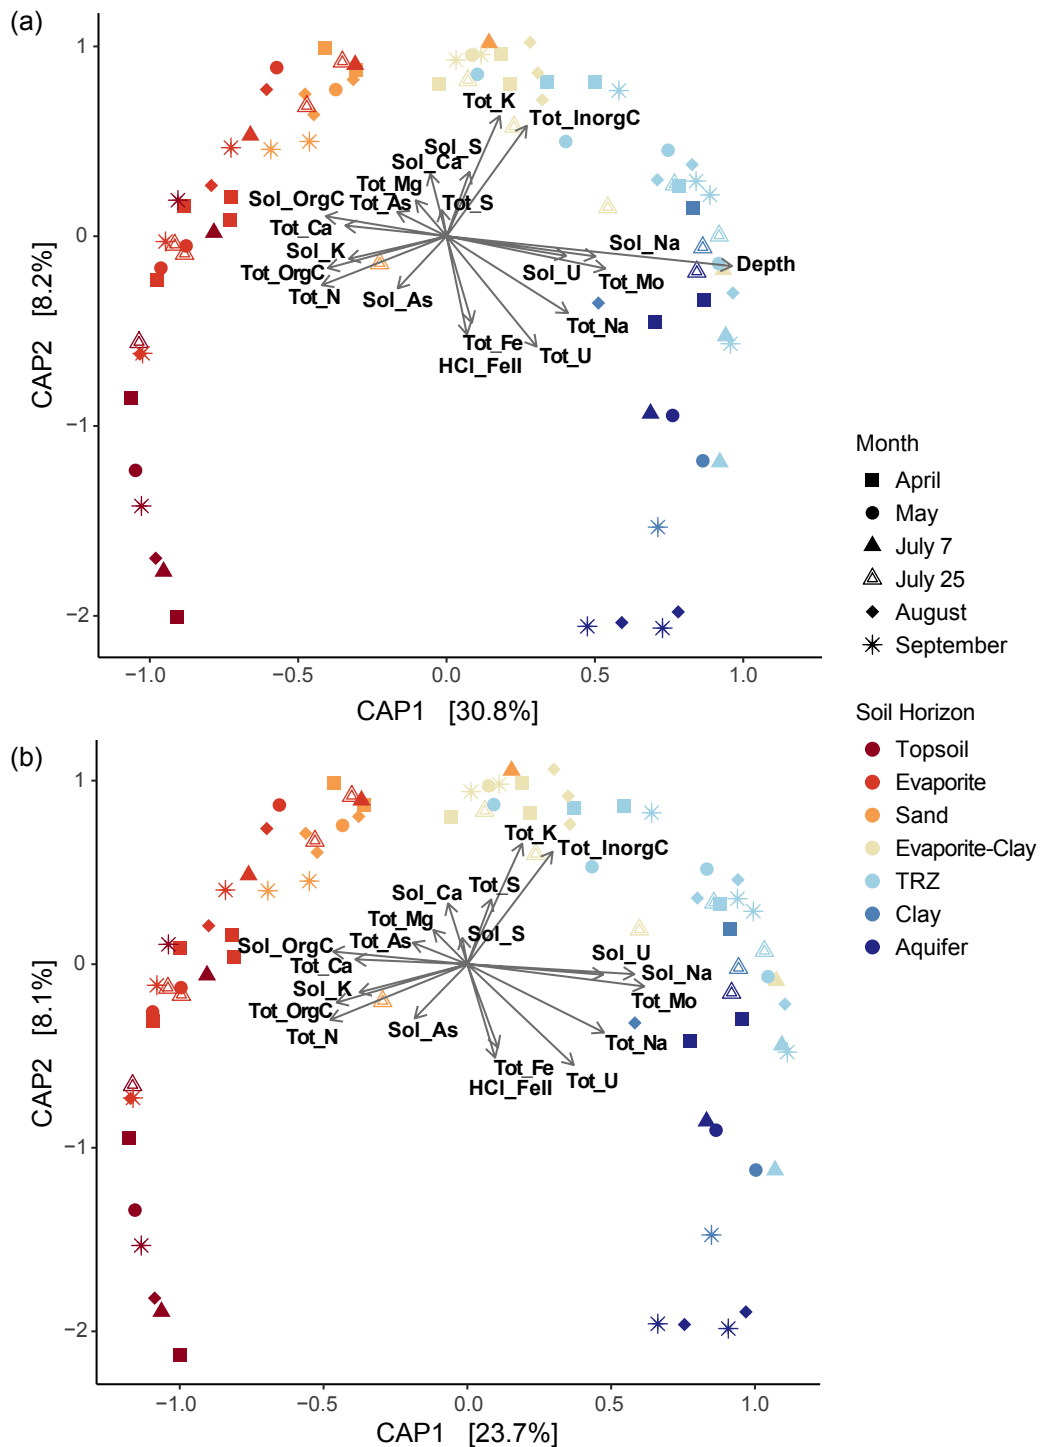 (a)
1
0
−1
−2
CAP2 [8.2%]
Tot_K
Tot_InorgC
Sol_S
Sol_Ca
Tot_Mg
Sol_OrgC
Tot_As
Tot_S
Tot_Ca
Sol_K
Sol_Na
Tot_OrgC
Sol_U
Depth
Tot_N
Sol_As
Tot_Mo
Tot_Na
Tot_Fe
Tot_U
HCl_FeII
−1.0
−0.5
0.0
0.5
1.0
CAP1 [30.8%]
Month
April
May
July 7
July 25
August
September
Soil Horizon
Topsoil
Evaporite
Sand
Evaporite-Clay
TRZ
Clay
Aquifer
(b)
1
0
−1
−2
CAP2 [8.1%]
Tot_K
Tot_InorgC
Sol_Ca
Tot_S
Tot_Mg
Sol_OrgC
Tot_As
Sol_S
Tot_Ca
Sol_U
Sol_K
Sol_Na
Tot_OrgC
Tot_Mo
Tot_N
Sol_As
Tot_Na
Tot_Fe
Tot_U
HCl_FeII
−1.0
−0.5
0.0
0.5
1.0
CAP1 [23.7%]